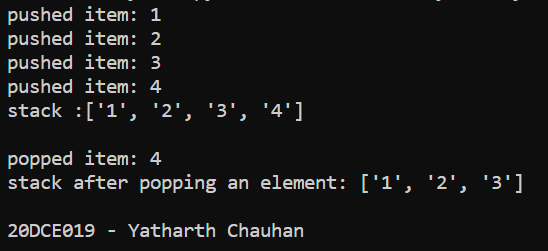 pushed item: 1
pushed item: 2
pushed item: 3
pushed item: 4
stack :['1', '2', '3', '4']
popped item: 4
stack after popping an element: ['1', '2', '3']
20DCE019 - Yatharth Chauhan